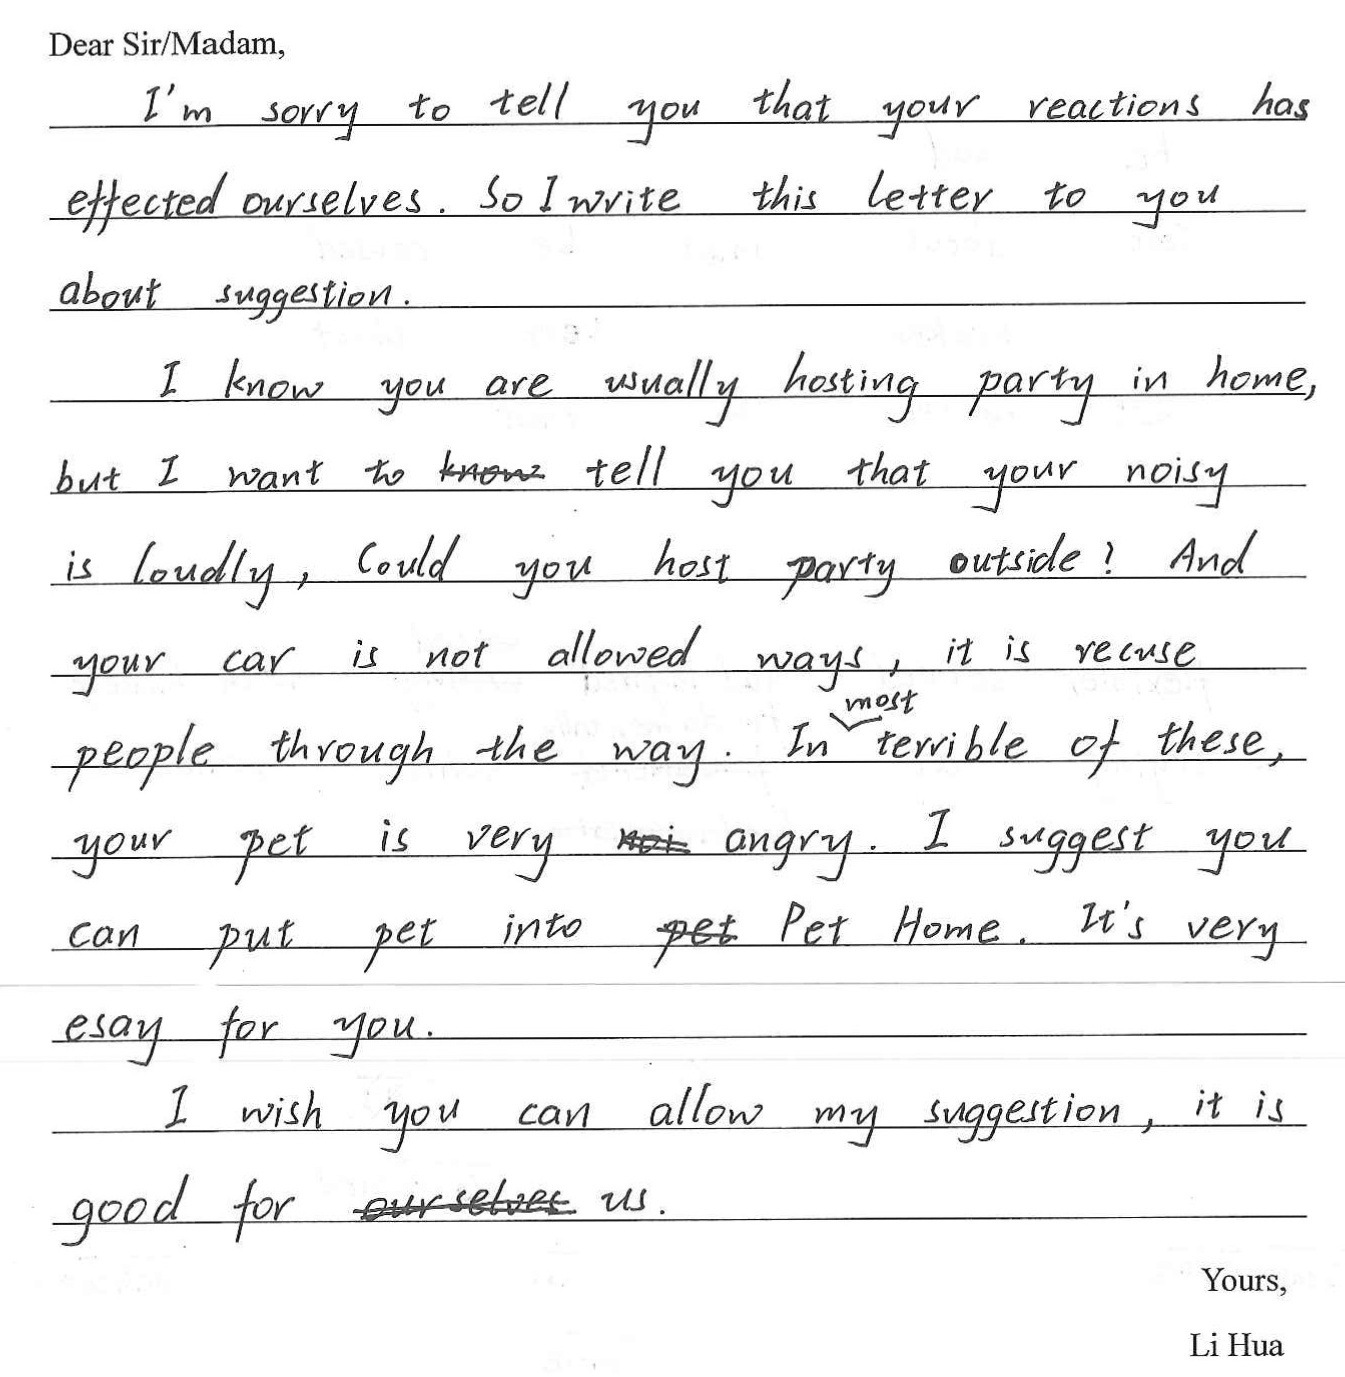 Dear Sir/Madam,
I'm sorry to tell you that your reactions has
effected ourselves. So I write this letter to you
about suggestion.
I know you are usually hosting party in home,
but I want to know tell you that your noisy
is loudly, Could you host party outside? And
your car is not allowed ways, it is recuse
most
people through the way. In terrible of these,
your pet is very noi angry. I suggest you
can put pet into pet Pet Home. It's very
esay for you.
I wish you can allow my suggestion, it is
good for ourselves us.
Yours,
Li Hua